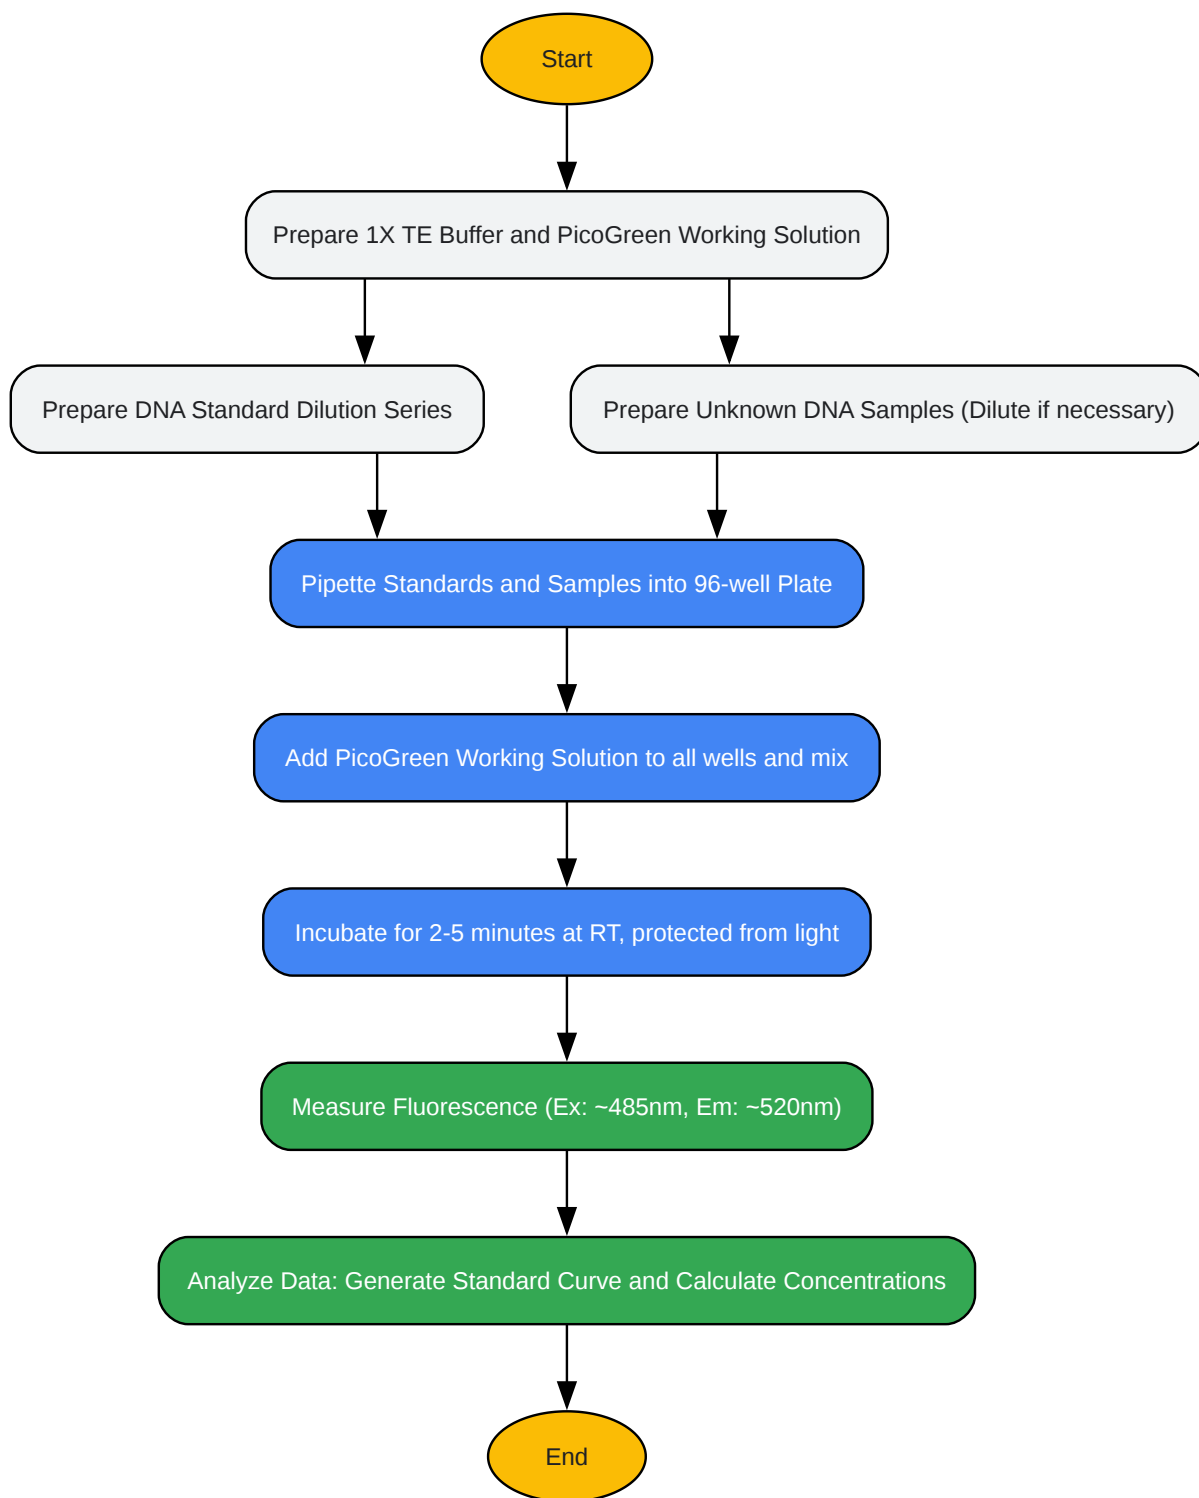 Start
Prepare 1X TE Buffer and PicoGreen Working Solution
Prepare DNA Standard Dilution Series
Prepare Unknown DNA Samples (Dilute if necessary)
Pipette Standards and Samples into 96-well Plate
Add PicoGreen Working Solution to all wells and mix
Incubate for 2-5 minutes at RT, protected from light
Measure Fluorescence (Ex: ~485nm, Em: ~520nm)
Analyze Data: Generate Standard Curve and Calculate Concentrations
End